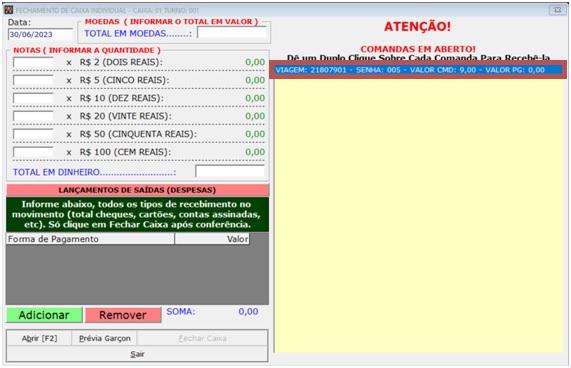 FECHAMENTO DE CAIXA INDIVIDUAL - CAIXA: 01 TURNO: 001
Data:
30/06/2023
MOEDAS ( INFORMAR O TOTAL EM VALOR )
TOTAL EM MOEDAS........:
NOTAS ( INFORMAR A QUANTIDADE )
x R$ 2 (DOIS REAIS): 0,00
x R$ 5 (CINCO REAIS): 0,00
x R$ 10 (DEZ REAIS): 0,00
x R$ 20 (VINTE REAIS): 0,00
x R$ 50 (CINQUENTA REAIS): 0,00
x R$ 100 (CEM REAIS): 0,00
TOTAL EM DINHEIRO..........................:
LANÇAMENTOS DE SAÍDAS (DESPESAS)
Informe abaixo, todos os tipos de recebimento no
movimento (total cheques, cartões, contas assinadas,
etc). Só clique em Fechar Caixa após conferência.
Forma de Pagamento Valor
Adicionar Remover SOMA: 0,00
Abrir [F2] Prévia Garçon Fechar Caixa
Sair
ATENÇÃO!
COMANDAS EM ABERTO!
Dê um Duplo Clique Sobre Cada Comanda Para Recebê-la
VIAGEM: 21807901 - SENHA: 005 - VALOR CMD: 9,00 - VALOR PG: 0,00